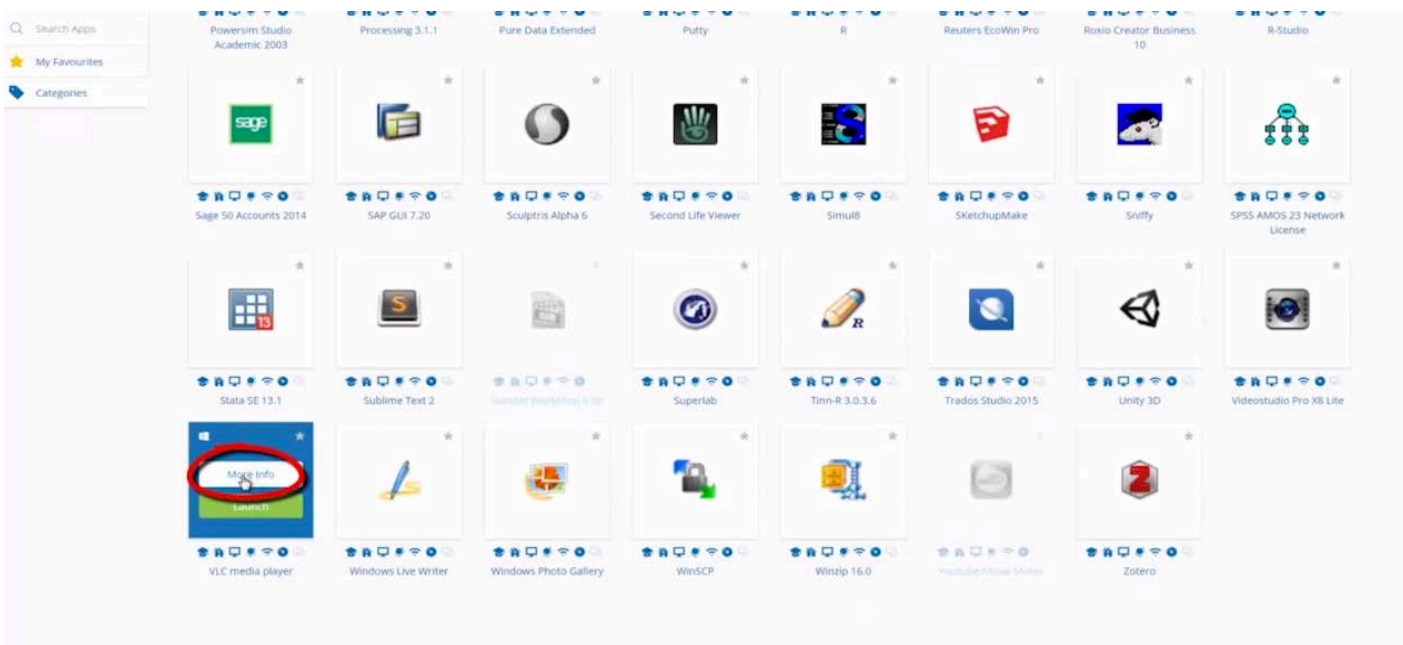 Search Apps
My Favourites
Categories
Powersim Studio
Academic 2003
Processing 3.1.1
Pure Data Extended
Putty
R
Reuters EcoWin Pro
Roxio Creator Business
10
R-Studio
sage
Sage 50 Accounts 2014
SAP GUI 7.20
Sculptris Alpha 6
Second Life Viewer
Simul8
SKetchupMake
Sniffy
SPSS AMOS 23 Network
License
13
S
R
Stata SE 13.1
Sublime Text 2
Superlab
Tinn-R 3.0.3.6
Trados Studio 2015
Unity 3D
Videostudio Pro X8 Lite
More Info
Launch
Z
VLC media player
Windows Live Writer
Windows Photo Gallery
WinSCP
Winzip 16.0
Zotero